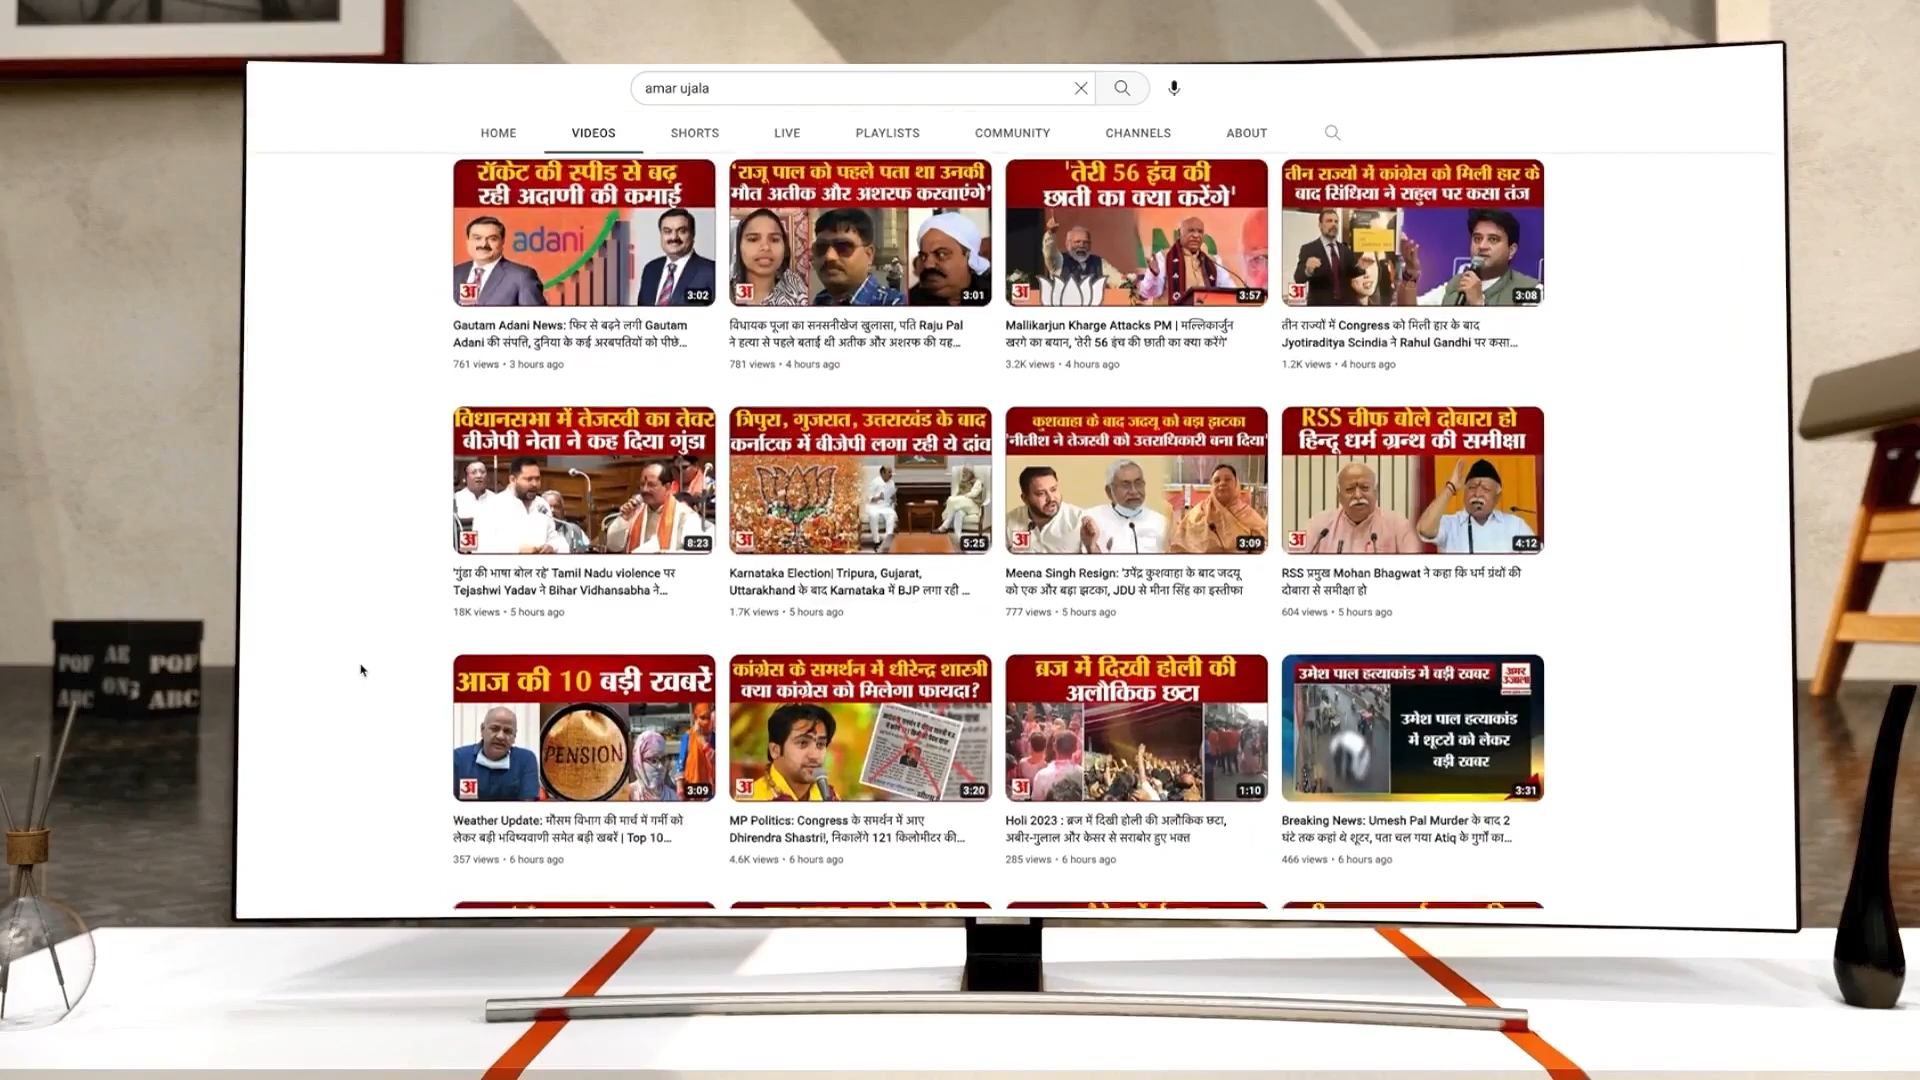 amar ujala
HOME VIDEOS SHORTS LIVE PLAYLISTS COMMUNITY CHANNELS ABOUT
रॉकेट की स्पीड से बढ़
रही अदाणी की कमाई
adani
अ
3:02
Gautam Adani News: फिर से बढ़ने लगी Gautam
Adani की संपत्ति, दुनिया के कई अरबपतियों को पीछे...
761 views • 3 hours ago
'राजू पाल को पहले पता था उनकी
मौत अतीक और अशरफ करवाएंगे'
अ
3:01
विधायक पूजा का सनसनीखेज खुलासा, पति Raju Pal
ने हत्या से पहले बताई थी अतीक और अशरफ की यह...
781 views • 4 hours ago
'तेरी 56 इंच की
छाती का क्या करेंगे'
अ
3:57
Mallikarjun Kharge Attacks PM | मल्लिकार्जुन
खरगे का बयान, 'तेरी 56 इंच की छाती का क्या करेंगे'
3.2K views • 4 hours ago
तीन राज्यों में कांग्रेस को मिली हार के
बाद सिंधिया ने राहुल पर कसा तंज
अ
3:08
तीन राज्यों में Congress को मिली हार के बाद
Jyotiraditya Scindia ने Rahul Gandhi पर कसा...
1.2K views • 4 hours ago
विधानसभा में तेजस्वी का तेवर
बीजेपी नेता ने कह दिया गुंडा
अ
8:23
'गुंडा की भाषा बोल रहे' Tamil Nadu violence पर
Tejashwi Yadav ने Bihar Vidhansabha ने...
18K views • 5 hours ago
त्रिपुरा, गुजरात, उत्तराखंड के बाद
कर्नाटक में बीजेपी लगा रही ये दांव
अ
5:25
Karnataka Election| Tripura, Gujarat,
Uttarakhand के बाद Karnataka में BJP लगा रही ...
1.7K views • 5 hours ago
कुशवाहा के बाद जदयू को बड़ा झटका
'नीतीश ने तेजस्वी को उत्तराधिकारी बना दिया'
अ
3:09
Meena Singh Resign: 'उपेंद्र कुशवाहा के बाद जदयू
को एक और बड़ा झटका, JDU से मीना सिंह का इस्तीफा
777 views • 5 hours ago
RSS चीफ बोले दोबारा हो
हिन्दू धर्म ग्रन्थ की समीक्षा
अ
4:12
RSS प्रमुख Mohan Bhagwat ने कहा कि धर्म ग्रंथों की
दोबारा से समीक्षा हो
604 views • 5 hours ago
आज की 10 बड़ी खबरें
PENSION
अ
3:09
Weather Update: मौसम विभाग की मार्च में गर्मी को
लेकर बढ़ी भविष्यवाणी समेत बड़ी खबरें | Top 10...
357 views • 6 hours ago
कांग्रेस के समर्थन में धीरेन्द्र शास्त्री
क्या कांग्रेस को मिलेगा फायदा?
अ
3:20
MP Politics: Congress के समर्थन में आए
Dhirendra Shastri!, निकालेंगे 121 किलोमीटर की...
4.6K views • 6 hours ago
ब्रज में दिखी होली की
अलौकिक छटा
अ
1:10
Holi 2023 : ब्रज में दिखी होली की अलौकिक छटा,
अबीर-गुलाल और केसर से सराबोर हुए भक्त
285 views • 6 hours ago
उमेश पाल हत्याकांड में बड़ी खबर
अमर उजाला
उमेश पाल हत्याकांड
में शूटरों को लेकर
बड़ी खबर
3:31
Breaking News: Umesh Pal Murder के बाद 2
घंटे तक कहां थे शूटर, पता चल गया Atiq के गुर्गों का...
466 views • 6 hours ago